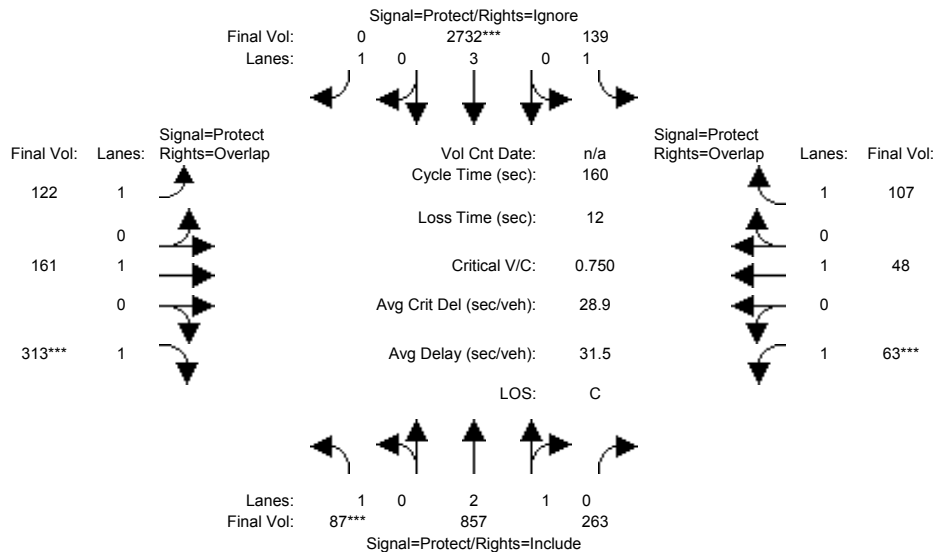 Signal=Protect/Rights=Ignore
Final Vol: 0 2732*** 139
Lanes: 1 0 3 0 1
Signal=Protect Signal=Protect
Final Vol: Lanes: Rights=Overlap Vol Cnt Date: n/a Rights=Overlap Lanes: Final Vol:
Cycle Time (sec): 160
122 1 1 107
Loss Time (sec): 12
0 0
161 1 Critical V/C: 0.750 1 48
0 Avg Crit Del (sec/veh): 28.9 0
313*** 1 Avg Delay (sec/veh): 31.5 1 63***
LOS: C
Lanes: 1 0 2 1 0
Final Vol: 87*** 857 263
Signal=Protect/Rights=Include